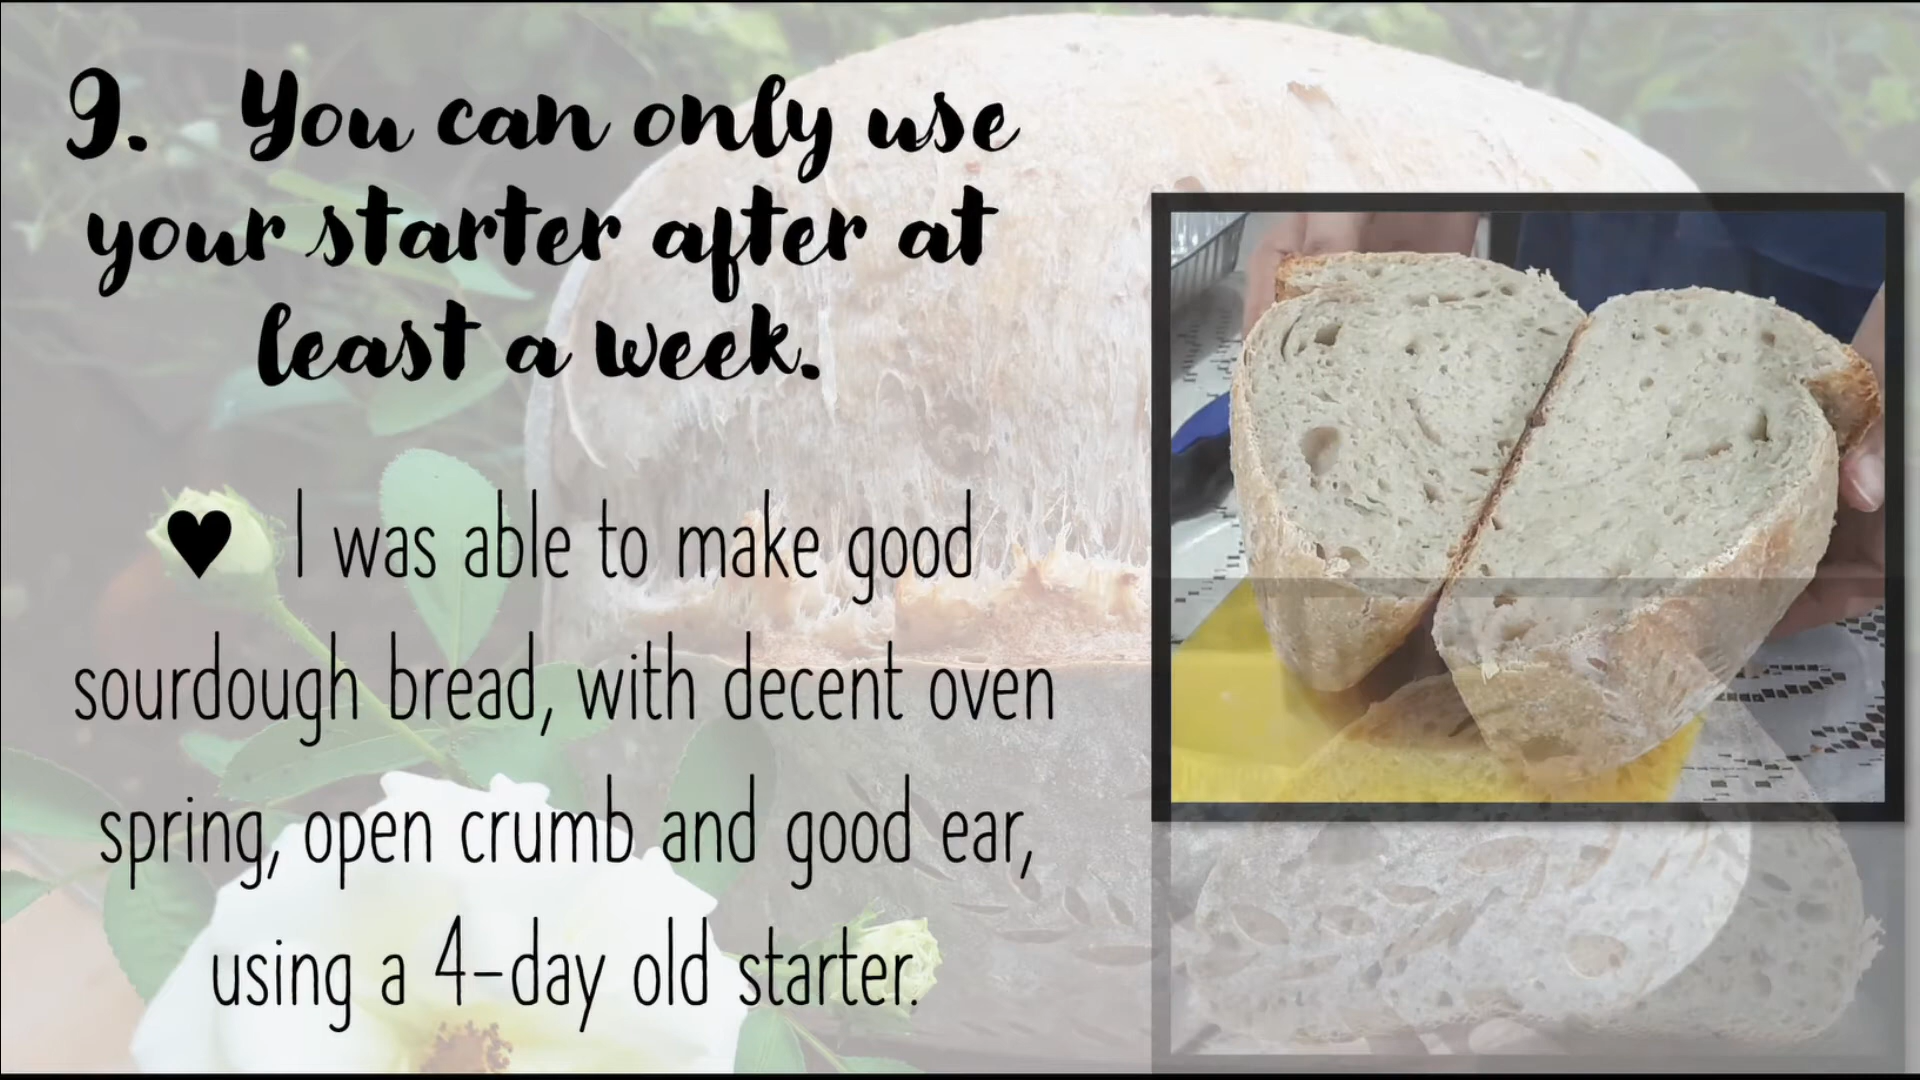 9. You can only use
your starter after at
least a week.
♥ I was able to make good
sourdough bread, with decent oven
spring, open crumb and good ear,
using a 4-day old starter.